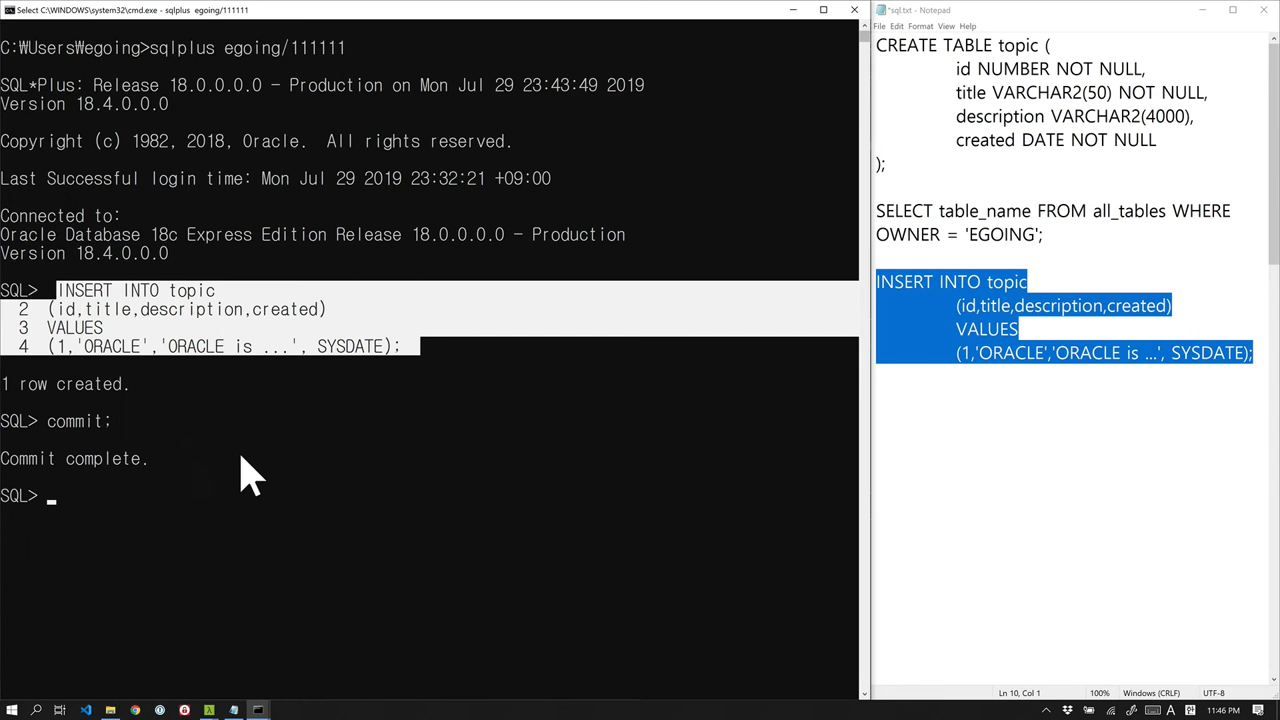 Select C:\WINDOWS\system32\cmd.exe - sqlplus  egoing/111111
C:₩Users₩egoing>sqlplus egoing/111111
SQL*Plus: Release 18.0.0.0.0 - Production on Mon Jul 29 23:43:49 2019
Version 18.4.0.0.0
Copyright (c) 1982, 2018, Oracle.  All rights reserved.
Last Successful login time: Mon Jul 29 2019 23:32:21 +09:00
Connected to:
Oracle Database 18c Express Edition Release 18.0.0.0.0 - Production
Version 18.4.0.0.0
SQL>  INSERT INTO topic
2  (id,title,description,created)
3  VALUES
4  (1,'ORACLE','ORACLE is ...', SYSDATE);
1 row created.
SQL> commit;
Commit complete.
SQL> _
*sql.txt - Notepad
File Edit Format View Help
CREATE TABLE topic (
id NUMBER NOT NULL,
title VARCHAR2(50) NOT NULL,
description VARCHAR2(4000),
created DATE NOT NULL
);
SELECT table_name FROM all_tables WHERE
OWNER = 'EGOING';
INSERT INTO topic
(id,title,description,created)
VALUES
(1,'ORACLE','ORACLE is ...', SYSDATE);
Ln 10, Col 1 100% Windows (CRLF) UTF-8
A 11:46 PM